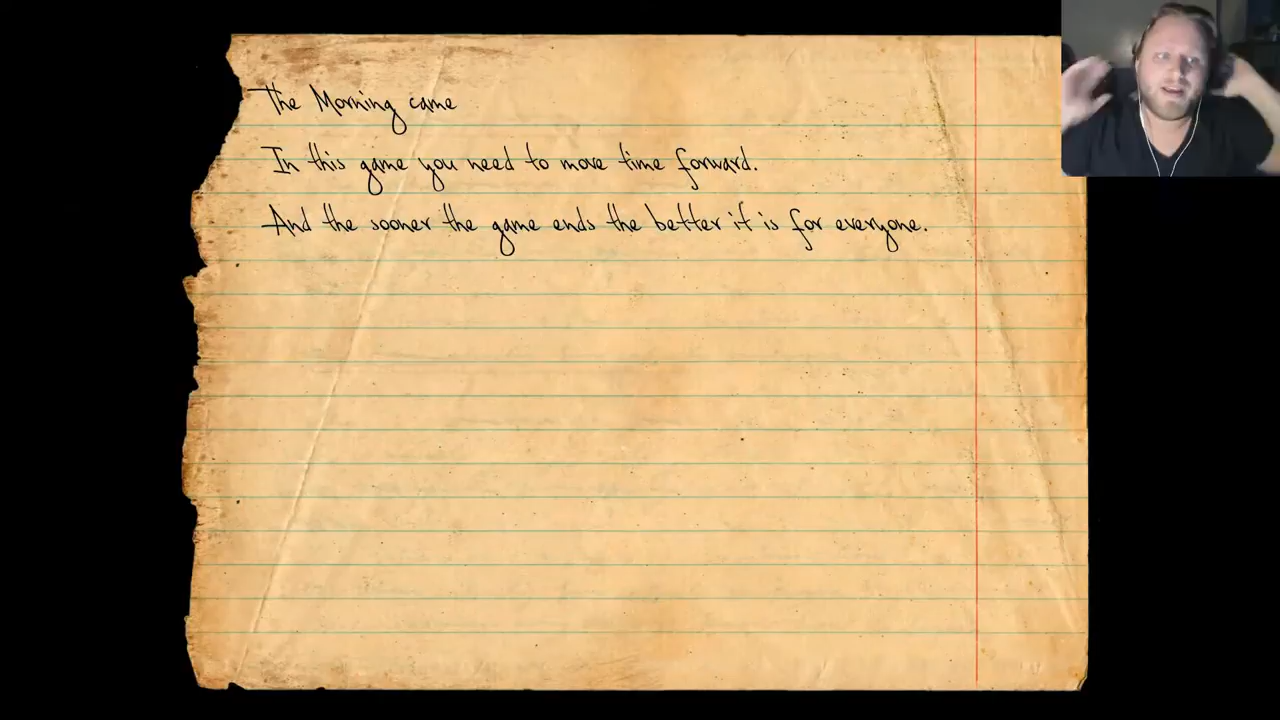 The Morning came
In this game you need to move time forward.
And the sooner the game ends the better it is for everyone.